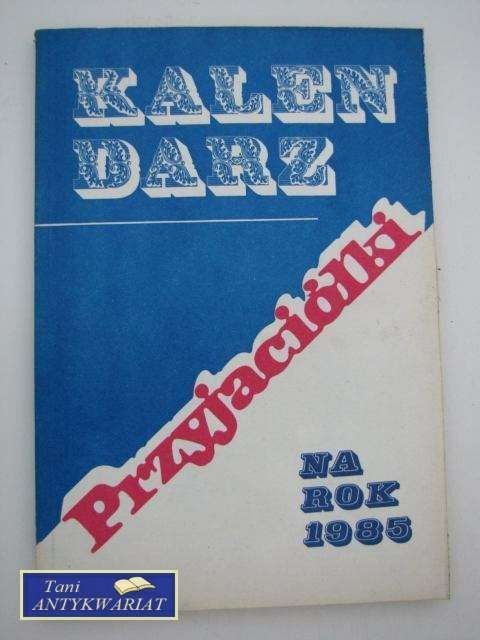 KALEN
DARZ
Przyjaciółki
NA
ROK
1985
Tani
ANTYKWARIAT